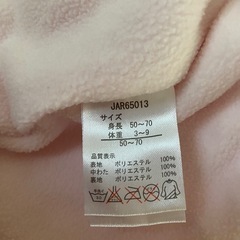 JAR65013
サイズ
身長 50~70
体重 3~9
50~70
品質表示
表地 ポリエステル 100%
中わた ポリエステル 100%
裏地 ポリエステル 100%